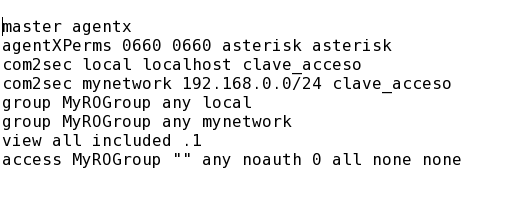 master agentx
agentXPerms 0660 0660 asterisk asterisk
com2sec local localhost clave_acceso
com2sec mynetwork 192.168.0.0/24 clave_acceso
group MyROGroup any local
group MyROGroup any mynetwork
view all included .1
access MyROGroup "" any noauth 0 all none none